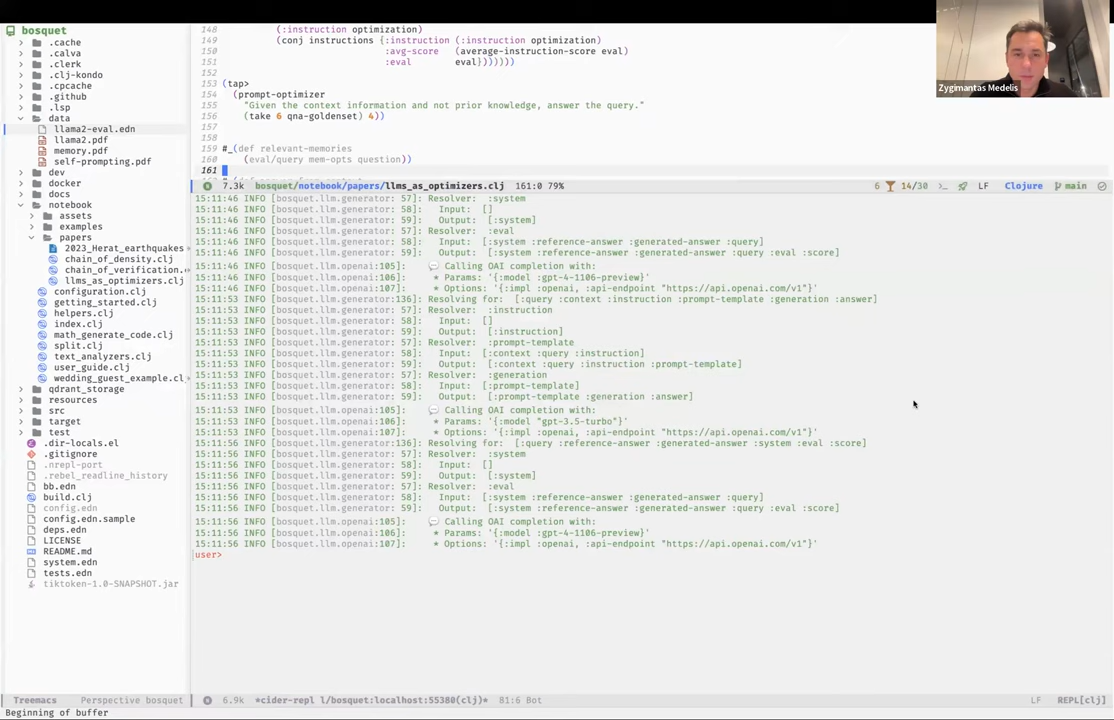 bosquet
.cache
.calva
.clerk
.clj-kondo
.cpcache
.github
.lsp
data
llama2-eval.edn
llama2.pdf
memory.pdf
self-prompting.pdf
dev
docker
docs
notebook
assets
examples
papers
2023_Herat_earthquakes
chain_of_density.clj
chain_of_verification.
llms_as_optimizers.clj
configuration.clj
getting_started.clj
helpers.clj
index.clj
math_generate_code.clj
split.clj
text_analyzers.clj
user_guide.clj
wedding_guest_example.cl
qdrant_storage
resources
src
target
test
.dir-locals.el
.gitignore
.nrepl-port
.rebel_readline_history
bb.edn
build.clj
config.edn
config.edn.sample
deps.edn
LICENSE
README.md
system.edn
tests.edn
tiktoken-1.0-SNAPSHOT.jar
Treemacs Perspective bosquet
Beginning of buffer
148 (:instruction optimization)
149 (conj instructions {:instruction (:instruction optimization)
150 :avg-score (average-instruction-score eval)
151 :eval eval}))))))
152
153 (tap>
154 (prompt-optimizer
155 "Given the context information and not prior knowledge, answer the query."
156 (take 6 qna-goldenset) 4))
157
158
159 #_(def relevant-memories
160 (eval/query mem-opts question))
161
7.3k bosquet/notebook/papers/llms_as_optimizers.clj 161:0 79% 6 14/30 >_ LF Clojure main
15:11:46 INFO [bosquet.llm.generator: 57]: Resolver: :system
15:11:46 INFO [bosquet.llm.generator: 58]: Input: []
15:11:46 INFO [bosquet.llm.generator: 59]: Output: [:system]
15:11:46 INFO [bosquet.llm.generator: 57]: Resolver: :eval
15:11:46 INFO [bosquet.llm.generator: 58]: Input: [:system :reference-answer :generated-answer :query]
15:11:46 INFO [bosquet.llm.generator: 59]: Output: [:system :reference-answer :generated-answer :query :eval :score]
15:11:46 INFO [bosquet.llm.openai:105]: 💬 Calling OAI completion with:
15:11:46 INFO [bosquet.llm.openai:106]: * Params: '{:model :gpt-4-1106-preview}'
15:11:46 INFO [bosquet.llm.openai:107]: * Options: '{:impl :openai, :api-endpoint "https://api.openai.com/v1"}'
15:11:53 INFO [bosquet.llm.generator:136]: Resolving for: [:query :context :instruction :prompt-template :generation :answer]
15:11:53 INFO [bosquet.llm.generator: 57]: Resolver: :instruction
15:11:53 INFO [bosquet.llm.generator: 58]: Input: []
15:11:53 INFO [bosquet.llm.generator: 59]: Output: [:instruction]
15:11:53 INFO [bosquet.llm.generator: 57]: Resolver: :prompt-template
15:11:53 INFO [bosquet.llm.generator: 58]: Input: [:context :query :instruction]
15:11:53 INFO [bosquet.llm.generator: 59]: Output: [:context :query :instruction :prompt-template]
15:11:53 INFO [bosquet.llm.generator: 57]: Resolver: :generation
15:11:53 INFO [bosquet.llm.generator: 58]: Input: [:prompt-template]
15:11:53 INFO [bosquet.llm.generator: 59]: Output: [:prompt-template :generation :answer]
15:11:53 INFO [bosquet.llm.openai:105]: 💬 Calling OAI completion with:
15:11:53 INFO [bosquet.llm.openai:106]: * Params: '{:model "gpt-3.5-turbo"}'
15:11:53 INFO [bosquet.llm.openai:107]: * Options: '{:impl :openai, :api-endpoint "https://api.openai.com/v1"}'
15:11:56 INFO [bosquet.llm.generator:136]: Resolving for: [:query :reference-answer :generated-answer :system :eval :score]
15:11:56 INFO [bosquet.llm.generator: 57]: Resolver: :system
15:11:56 INFO [bosquet.llm.generator: 58]: Input: []
15:11:56 INFO [bosquet.llm.generator: 59]: Output: [:system]
15:11:56 INFO [bosquet.llm.generator: 57]: Resolver: :eval
15:11:56 INFO [bosquet.llm.generator: 58]: Input: [:system :reference-answer :generated-answer :query]
15:11:56 INFO [bosquet.llm.generator: 59]: Output: [:system :reference-answer :generated-answer :query :eval :score]
15:11:56 INFO [bosquet.llm.openai:105]: 💬 Calling OAI completion with:
15:11:56 INFO [bosquet.llm.openai:106]: * Params: '{:model :gpt-4-1106-preview}'
15:11:56 INFO [bosquet.llm.openai:107]: * Options: '{:impl :openai, :api-endpoint "https://api.openai.com/v1"}'
user>
6.9k *cider-repl l/bosquet:localhost:55380(clj)* 81:6 Bot LF REPL[clj]
Zygimantas Medelis